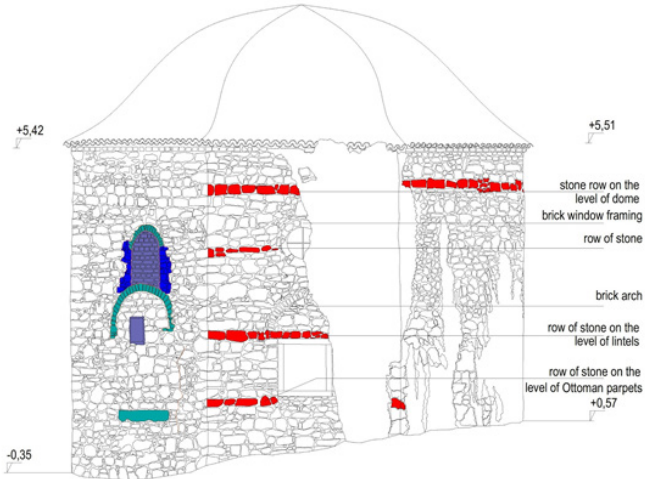 +5,42
+5,51
stone row on the
level of dome
brick window framing
row of stone
brick arch
row of stone on the
level of lintels
row of stone on the
level of Ottoman parpets
+0,57
-0,35